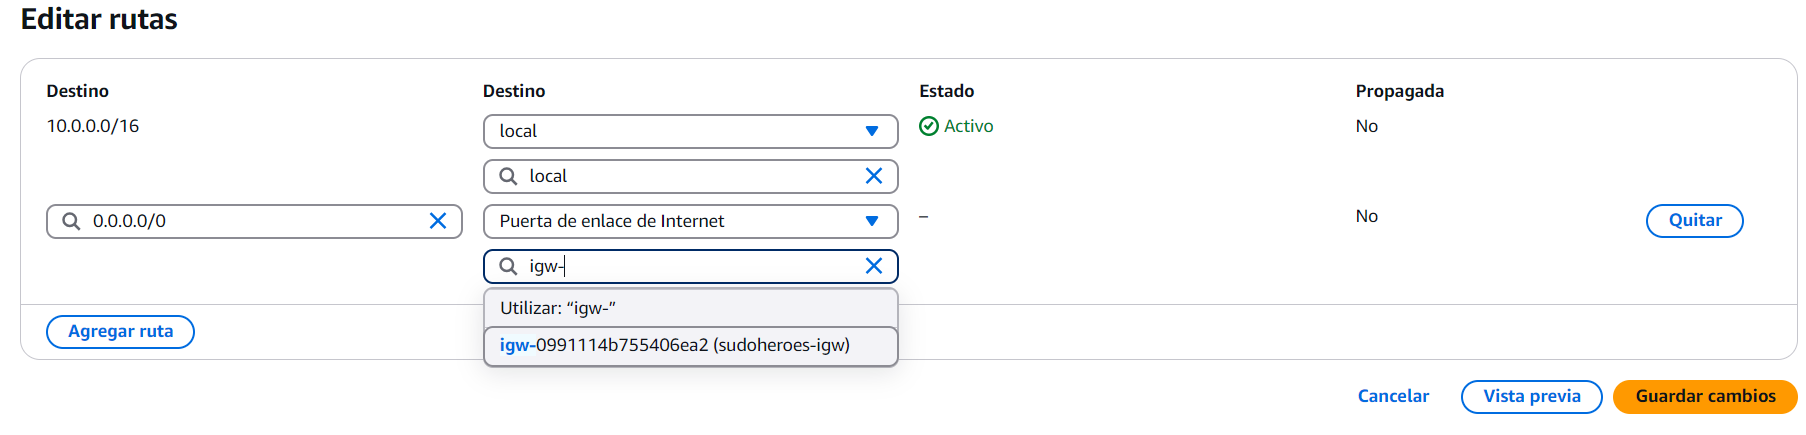 Editar rutas
Destino Destino Estado Propagada
10.0.0.0/16 local Activo No
local
0.0.0.0/0 Puerta de enlace de Internet – No Quitar
igw-
Utilizar: “igw-”
Agregar ruta igw-0991114b755406ea2 (sudoheroes-igw)
Cancelar Vista previa Guardar cambios